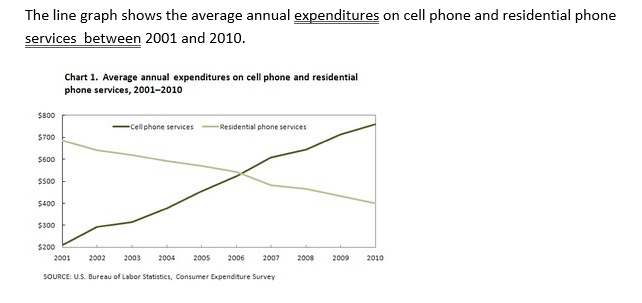 The line graph shows the average annual expenditures on cell phone and residential phone
services between 2001 and 2010.
Chart 1. Average annual expenditures on cell phone and residential
phone services, 2001–2010
$800
Cell phone services
Residential phone services
$700
$600
$500
$400
$300
$200
2001 2002 2003 2004 2005 2006 2007 2008 2009 2010
SOURCE: U.S. Bureau of Labor Statistics, Consumer Expenditure Survey